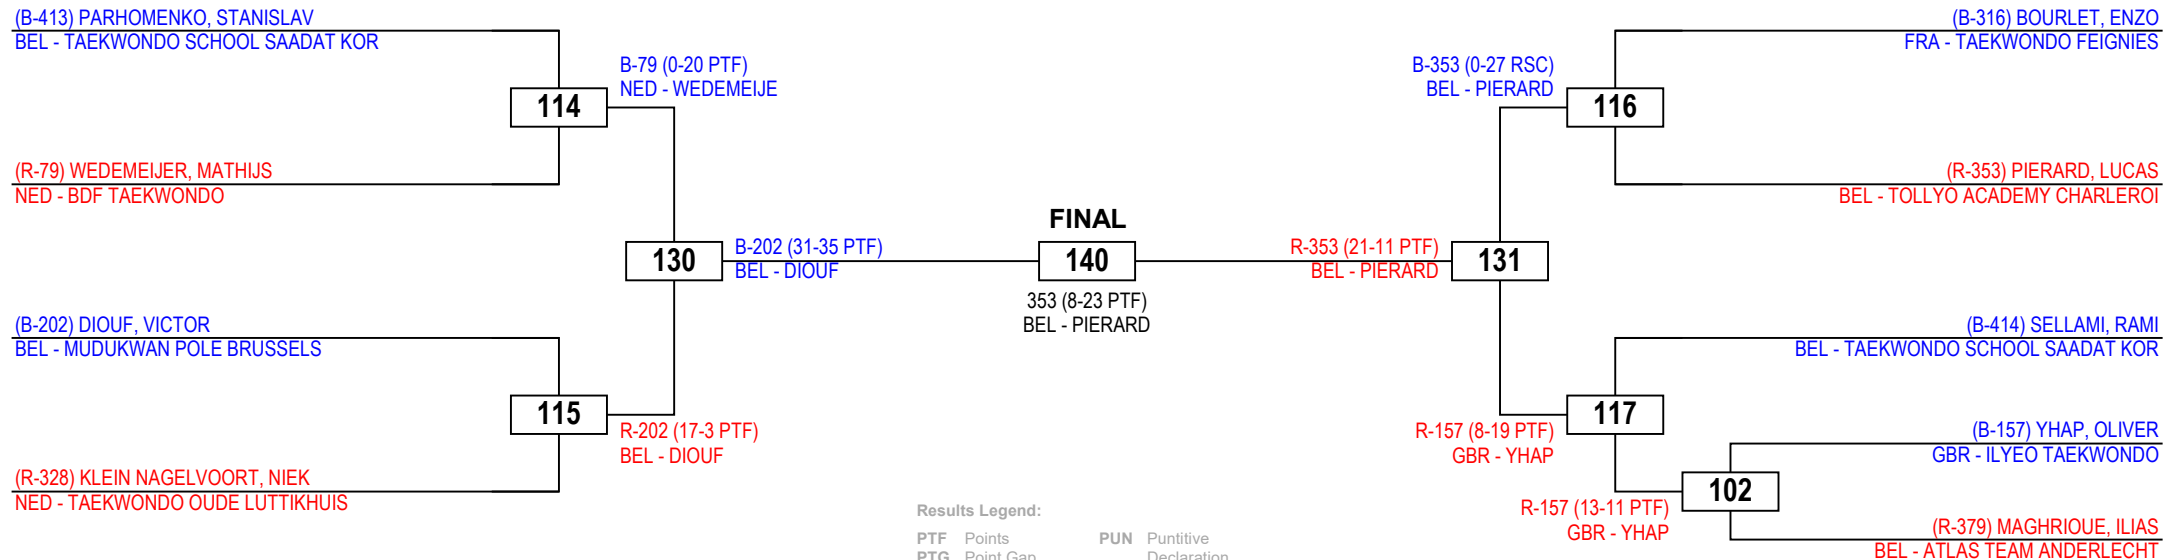 (B-413) PARHOMENKO, STANISLAV
BEL - TAEKWONDO SCHOOL SAADAT KOR
B-79 (0-20 PTF)
NED - WEDEMEIJE
114
(R-79) WEDEMEIJER, MATHIJS
NED - BDF TAEKWONDO
130
B-202 (31-35 PTF)
BEL - DIOUF
(B-202) DIOUF, VICTOR
BEL - MUDUKWAN POLE BRUSSELS
115
R-202 (17-3 PTF)
BEL - DIOUF
(R-328) KLEIN NAGELVOORT, NIEK
NED - TAEKWONDO OUDE LUTTIKHUIS
FINAL
140
353 (8-23 PTF)
BEL - PIERARD
(B-316) BOURLET, ENZO
FRA - TAEKWONDO FEIGNIES
B-353 (0-27 RSC)
BEL - PIERARD
116
(R-353) PIERARD, LUCAS
BEL - TOLLYO ACADEMY CHARLEROI
R-353 (21-11 PTF)
BEL - PIERARD
131
(B-414) SELLAMI, RAMI
BEL - TAEKWONDO SCHOOL SAADAT KOR
117
R-157 (8-19 PTF)
GBR - YHAP
(B-157) YHAP, OLIVER
GBR - ILYEO TAEKWONDO
102
R-157 (13-11 PTF)
GBR - YHAP
(R-379) MAGHRIOUE, ILIAS
BEL - ATLAS TEAM ANDERLECHT
Results Legend:
PTF Points PUN Puntitive
PTG Point Gap Declaration